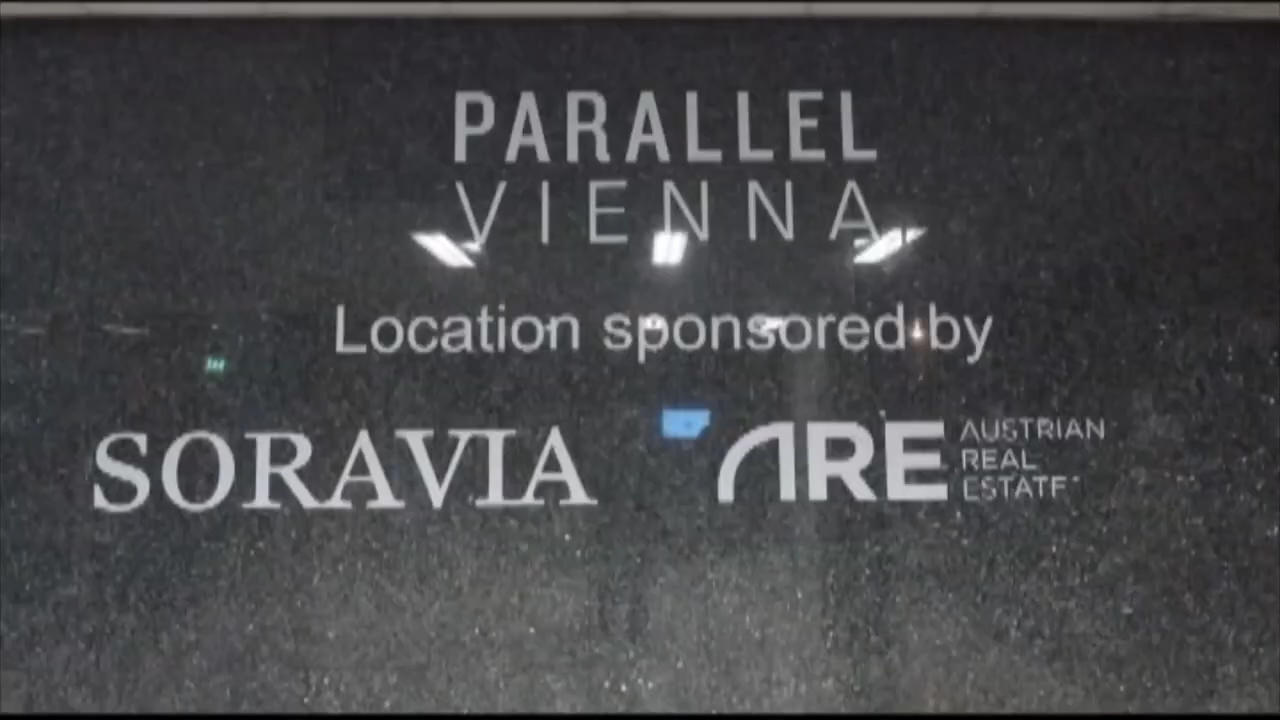 PARALLEL
VIENNA
Location sponsored by
SORAVIA
ARE
AUSTRIAN
REAL
ESTATE